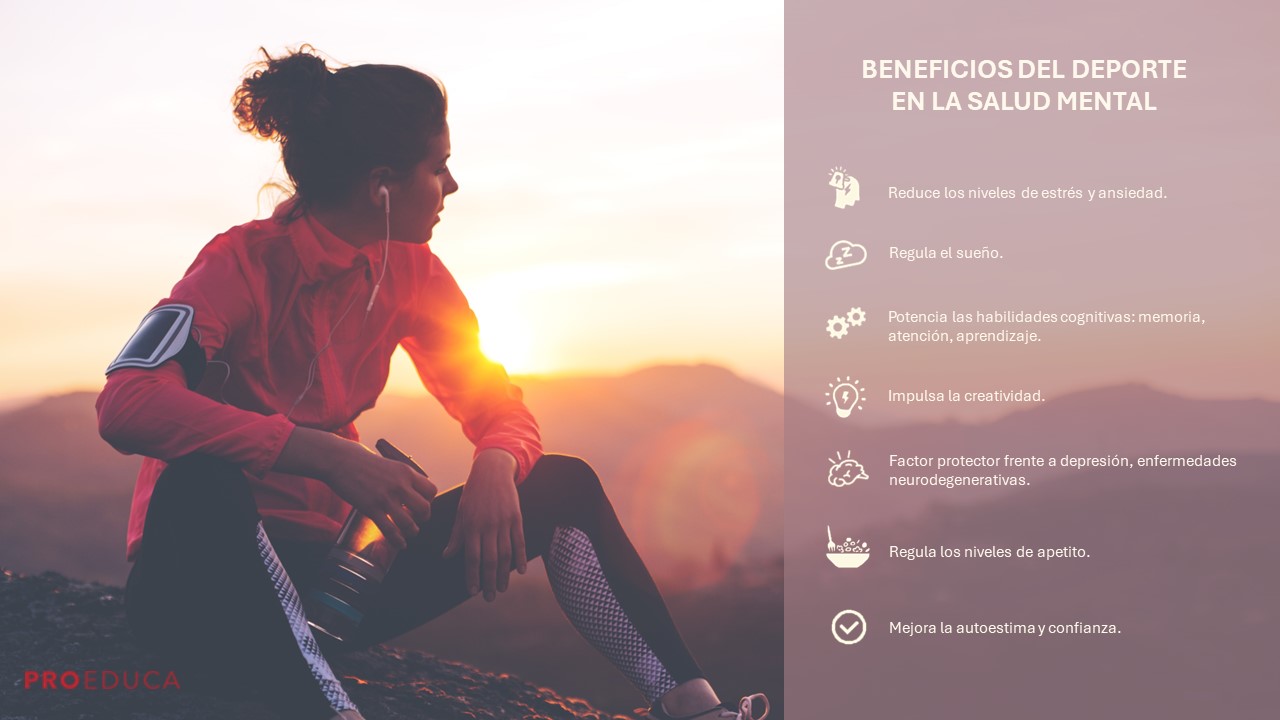 BENEFICIOS DEL DEPORTE
EN LA SALUD MENTAL
Reduce los niveles de estrés y ansiedad.
Regula el sueño.
Potencia las habilidades cognitivas: memoria,
atención, aprendizaje.
Impulsa la creatividad.
Factor protector frente a depresión, enfermedades
neurodegenerativas.
Regula los niveles de apetito.
Mejora la autoestima y confianza.
PROEDUCA